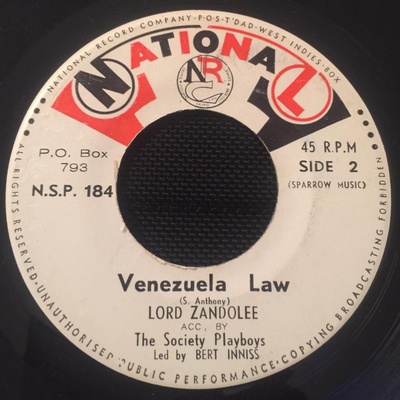 NATIONAL RECORD COMPANY-P-O-S-T'DAD-WEST INDIES-BOX
NATIONAL
NR
P.O. Box
793
N.S.P. 184
45 R.P.M
SIDE 2
(SPARROW MUSIC)
Venezuela Law
(S. Anthony)
LORD ZANDOLEE
ACC, BY
The Society Playboys
Led by BERT INNISS
ALL RIGHTS RESERVED. UNAUTHORISED PUBLIC PERFORMANCE-COPYING BROADCASTING FORBIDDEN